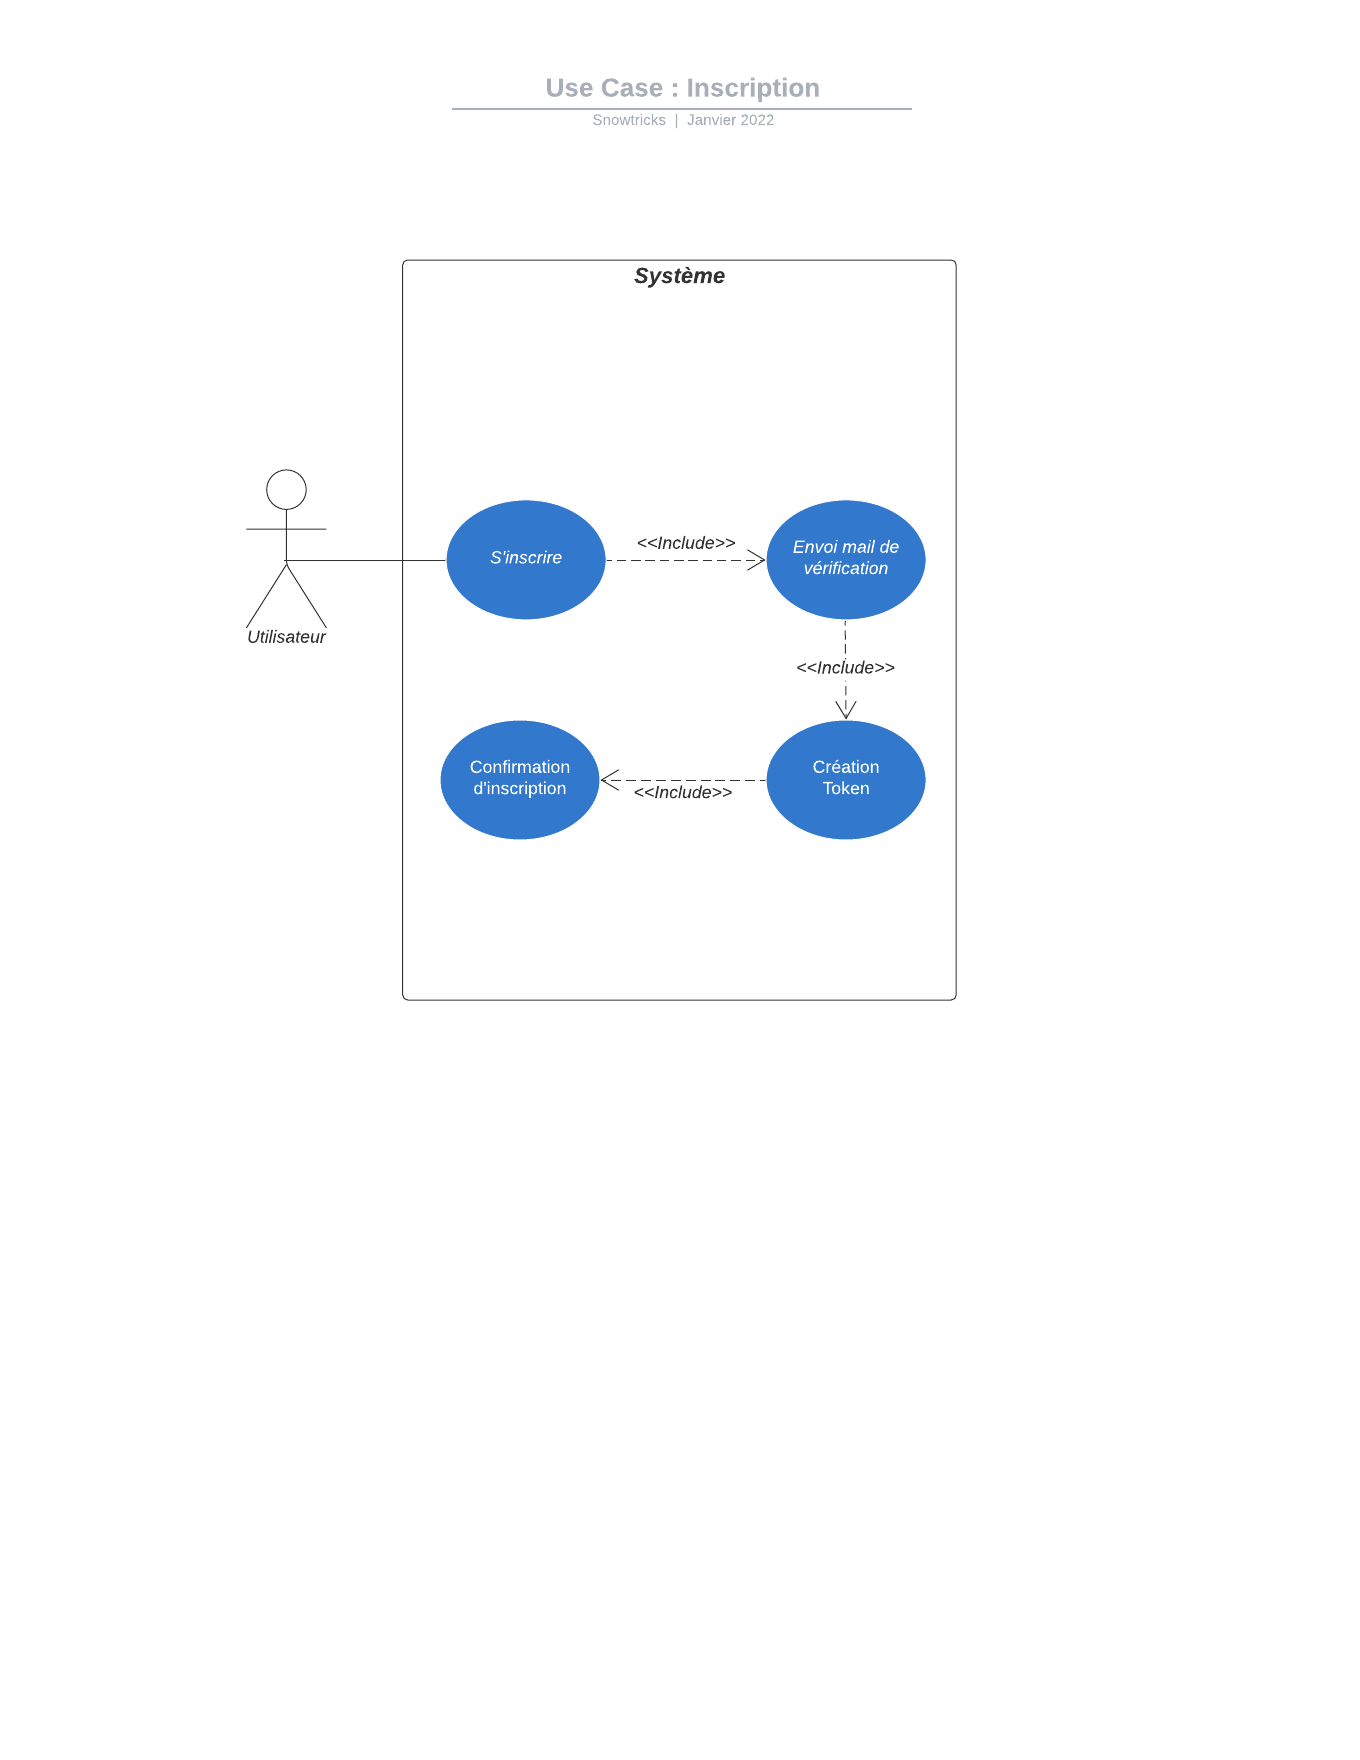 Use Case : Inscription
Snowtricks | Janvier 2022
Système
S'inscrire
<<Include>>
Envoi mail de
vérification
Utilisateur
<<Include>>
Confirmation
d'inscription
<<Include>>
Création
Token